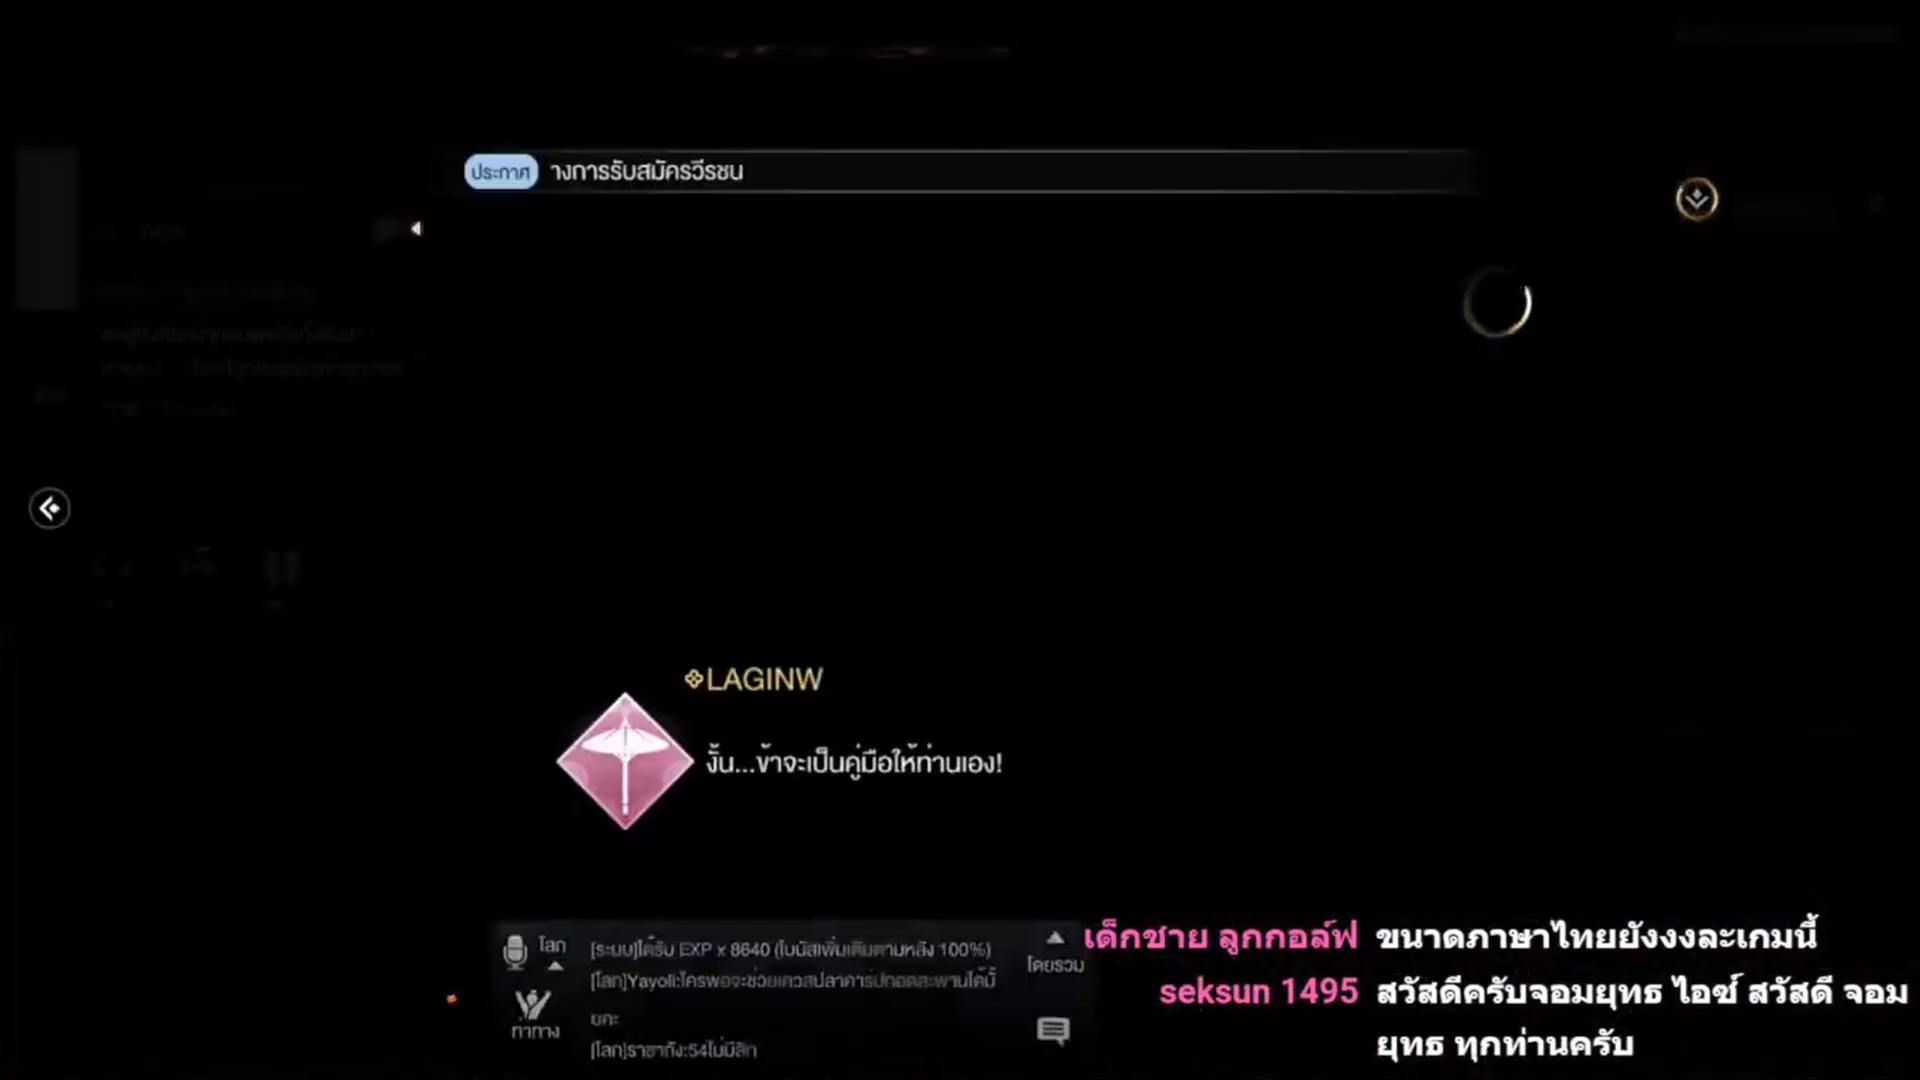 ประกาศ างการรับสมัครวีรชน
LAGINW
งั้น...ข้าจะเป็นคู่มือให้ท่านเอง!
โลก
[ระบบ]ได้รับ EXP x 8640 (โบนัสเพิ่มเติมตามหลัง 100%)
[โลก]Yayoli:ใครพอจะช่วยเควสปลาคาร์ปทอดสะพานได้มั้
ยคะ
[โลก]ราชาถัง:54ไม่มีลิก
ท่าทาง
โดยรวม
เด็กชาย ลูกกอล์ฟ ขนาดภาษาไทยยังงงละเกมนี้
seksun 1495 สวัสดีครับจอมยุทธ ไอซ์ สวัสดี จอม
ยุทธ ทุกท่านครับ